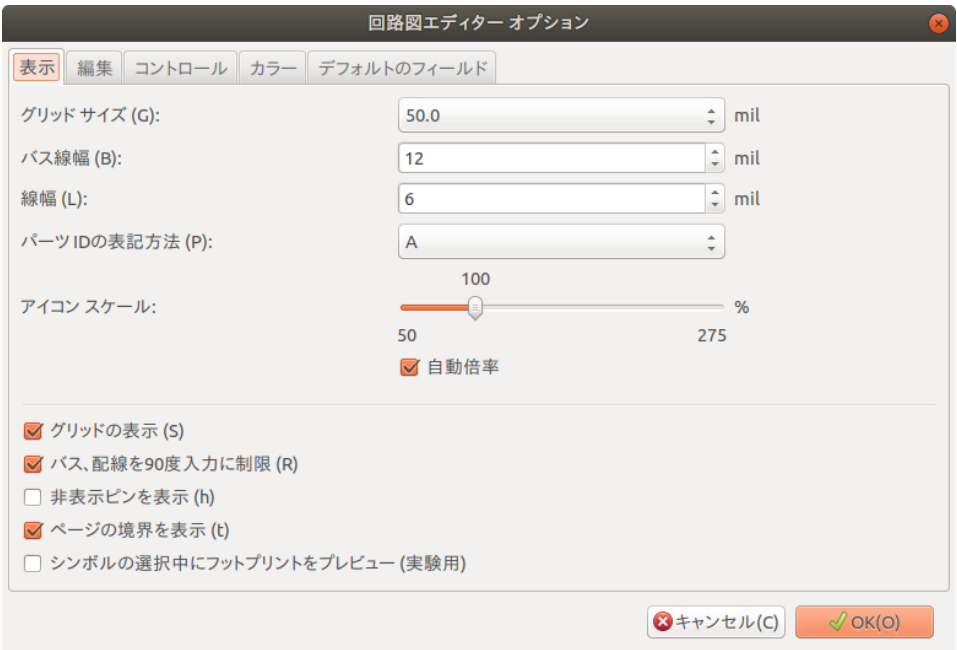 回路図エディター オプション
表示 編集 コントロール カラー デフォルトのフィールド
グリッド サイズ (G): 50.0 mil
バス線幅 (B): 12 mil
線幅 (L): 6 mil
パーツ IDの表記方法 (P): A
100
アイコン スケール: %
50 275
自動倍率
グリッドの表示 (S)
バス、配線を90度入力に制限 (R)
非表示ピンを表示 (h)
ページの境界を表示 (t)
シンボルの選択中にフットプリントをプレビュー (実験用)
キャンセル(C) OK(O)